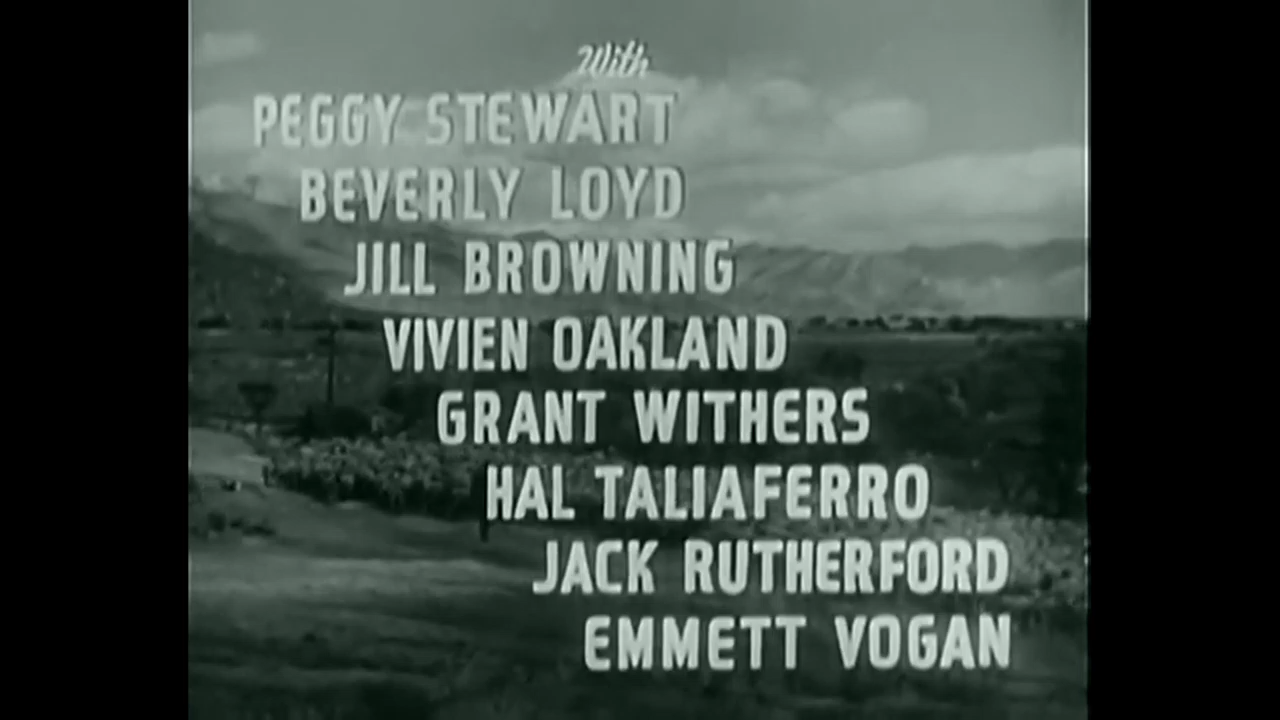 With
PEGGY STEWART
BEVERLY LOYD
JILL BROWNING
VIVIEN OAKLAND
GRANT WITHERS
HAL TALIAFERRO
JACK RUTHERFORD
EMMETT VOGAN